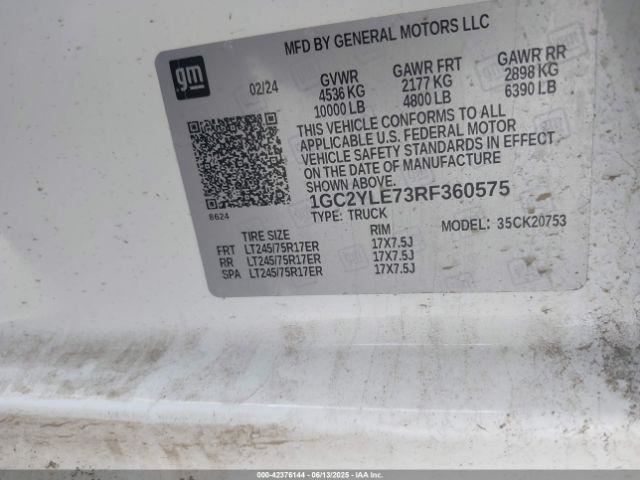 MFD BY GENERAL MOTORS LLC
gm
02/24
GVWR GAWR FRT GAWR RR
4536 KG 2177 KG 2898 KG
10000 LB 4800 LB 6390 LB
THIS VEHICLE CONFORMS TO ALL
APPLICABLE U.S. FEDERAL MOTOR
VEHICLE SAFETY STANDARDS IN EFFECT
ON THE DATE OF MANUFACTURE
SHOWN ABOVE.
8624
1GC2YLE73RF360575
TYPE: TRUCK MODEL: 35CK20753
TIRE SIZE RIM
FRT LT245/75R17ER 17X7.5J
RR LT245/75R17ER 17X7.5J
SPA LT245/75R17ER 17X7.5J
000-42376144 - 06/13/2025 - IAAI.CA